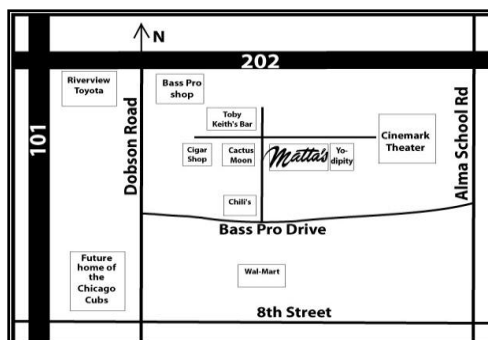 N
202
Riverview
Toyota
Bass Pro
shop
101
Dobson Road
Toby
Keith's Bar
Cinemark
Theater
Alma School Rd
Cigar
Shop
Cactus
Moon
Matta's
Yo-
dipity
Chili's
Bass Pro Drive
Future
home of
the
Chicago
Cubs
Wal-Mart
8th Street